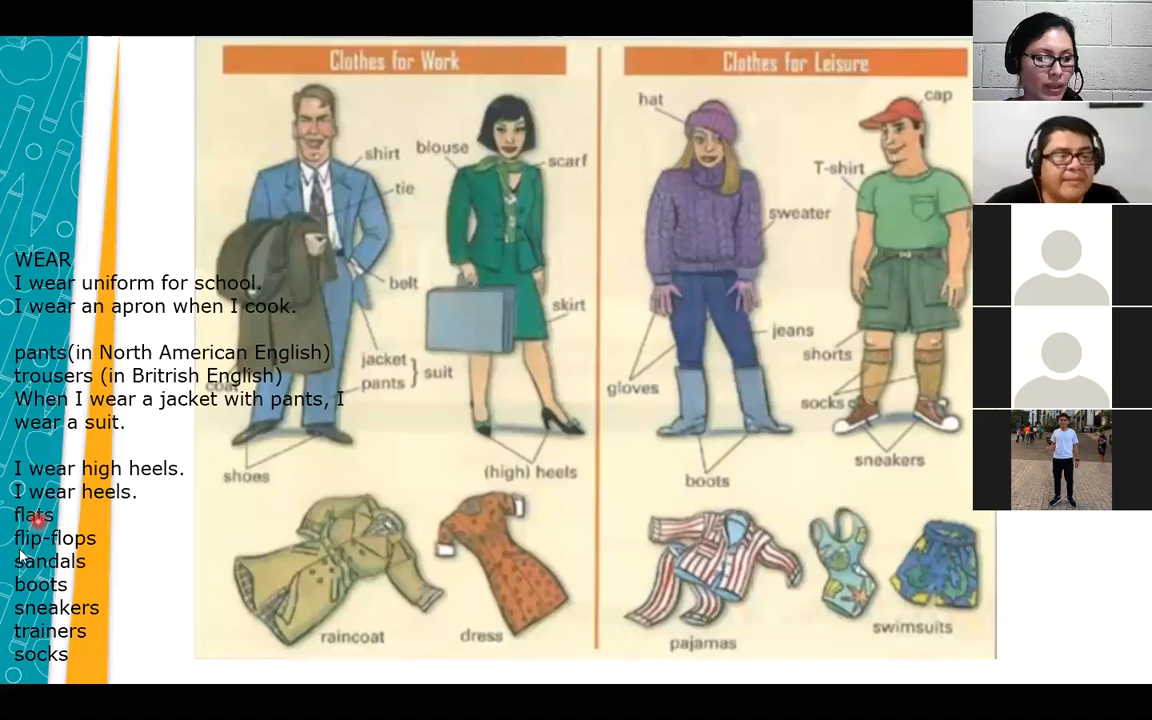 Clothes for Work
Clothes for Leisure
hat
cap
shirt
blouse
scarf
T-shirt
tie
sweater
WEAR
I wear uniform for school.
I wear an apron when I cook.
belt
skirt
jeans
pants(in North American English)
trousers (in Britrish English)
When I wear a jacket with pants, I
wear a suit.
coat
jacket
pants
suit
shorts
gloves
socks
I wear high heels.
I wear heels.
flats
flip-flops
sandals
boots
sneakers
trainers
socks
shoes
(high) heels
boots
sneakers
raincoat
dress
pajamas
swimsuits